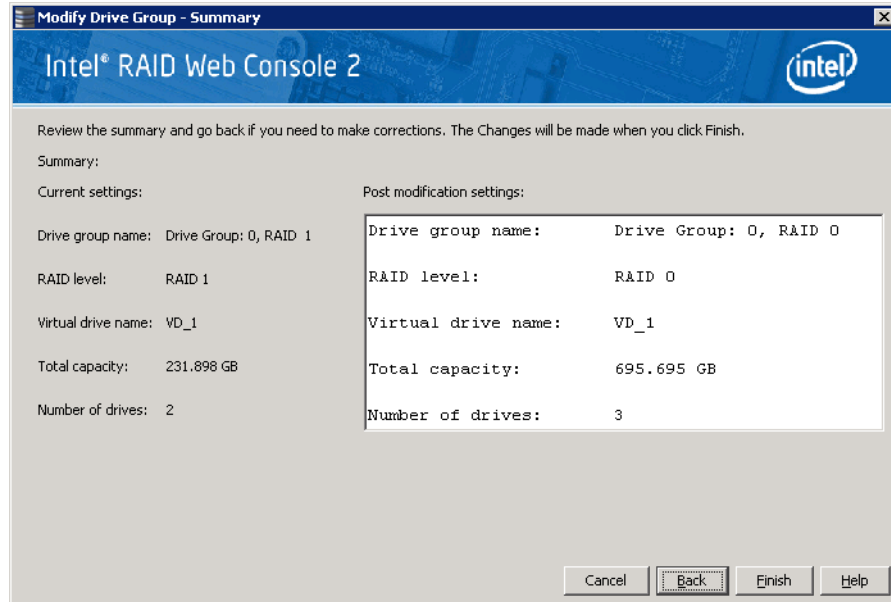 Modify Drive Group - Summary
Intel® RAID Web Console 2
intel
Review the summary and go back if you need to make corrections. The Changes will be made when you click Finish.
Summary:
Current settings:
Drive group name: Drive Group: 0, RAID 1
RAID level: RAID 1
Virtual drive name: VD_1
Total capacity: 231.898 GB
Number of drives: 2
Post modification settings:
Drive group name: Drive Group: 0, RAID 0
RAID level: RAID 0
Virtual drive name: VD_1
Total capacity: 695.695 GB
Number of drives: 3
Cancel Back Finish Help